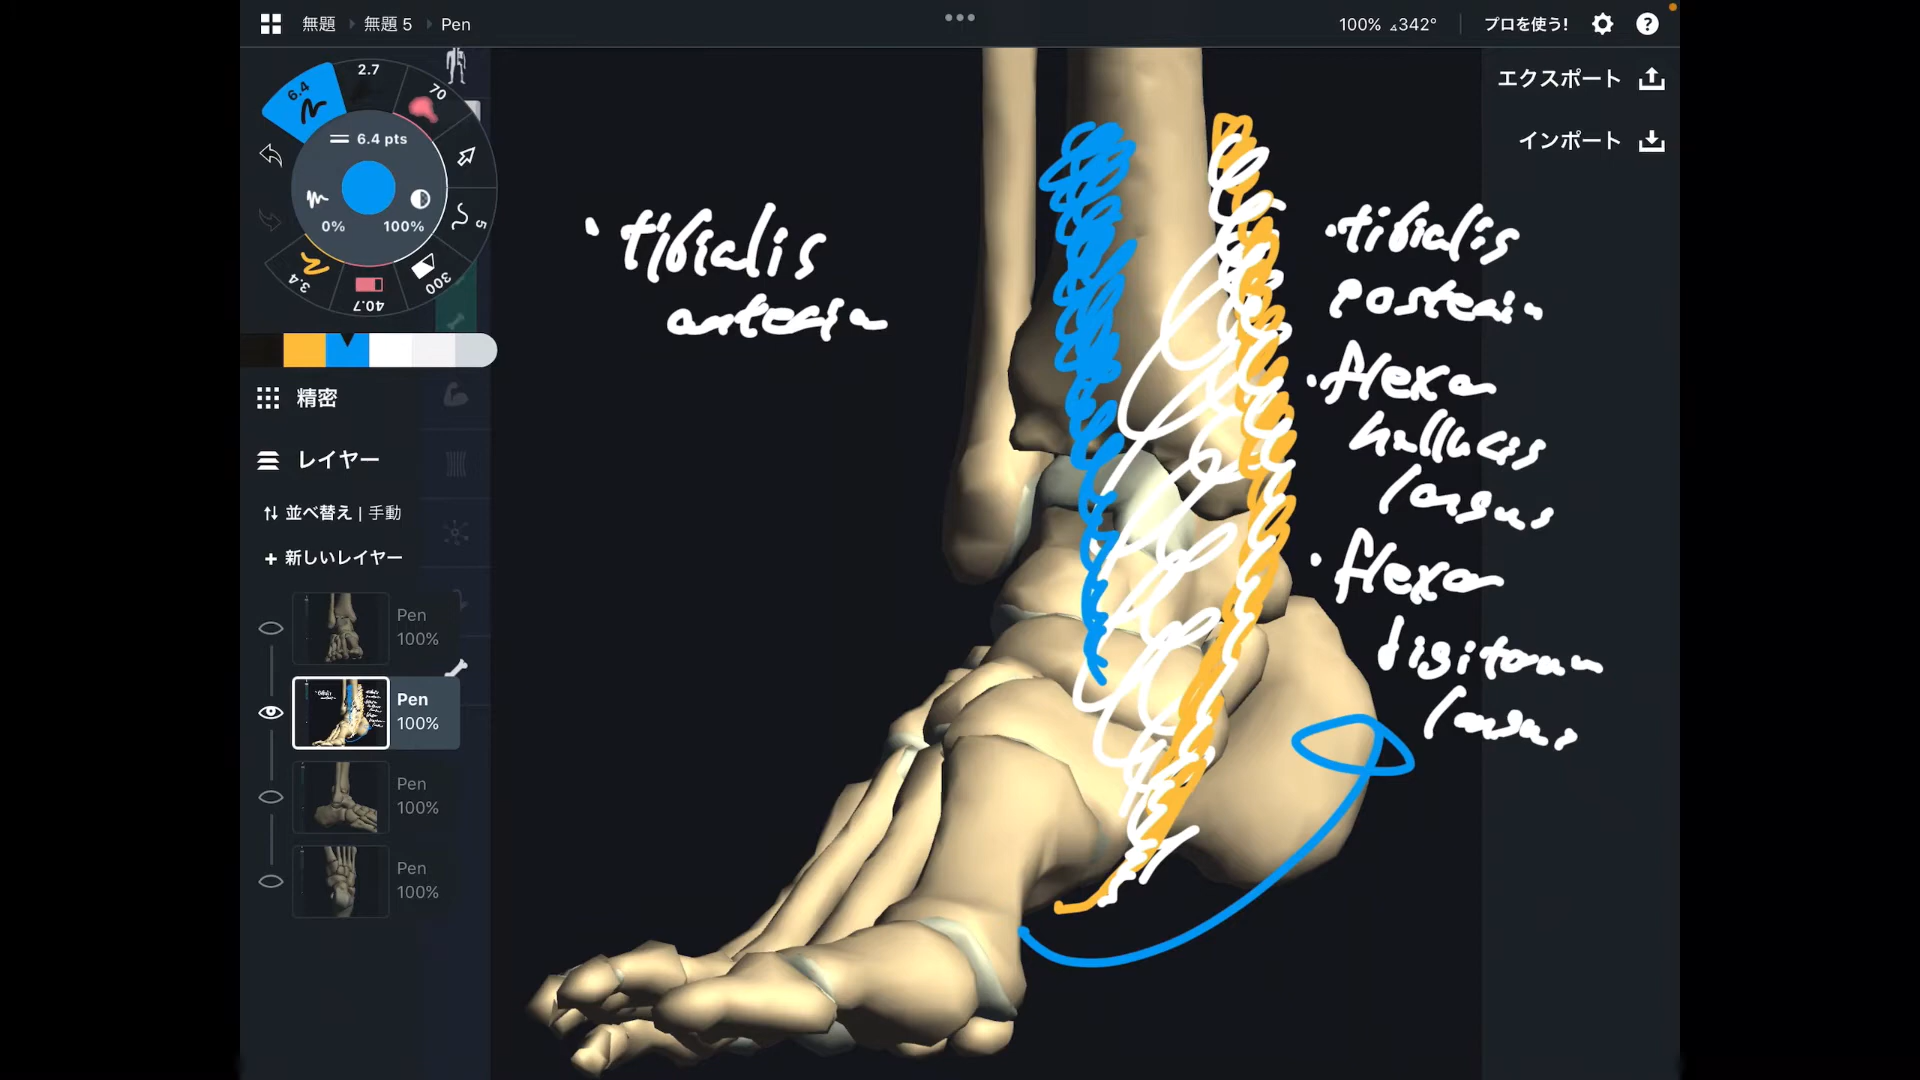 無題 無題 5 Pen
100% ⊿342° プロを使う! ?
エクスポート
インポート
2.7
6.4
70
6.4 pts
0% 100%
5
3.4
40.7
300
精密
レイヤー
並べ替え | 手動
+ 新しいレイヤー
Pen
100%
Pen
100%
Pen
100%
Pen
100%
・tibialis
anterior
・tibialis
posterior
・flexor
hallucis
longus
・flexor
digitorum
longus